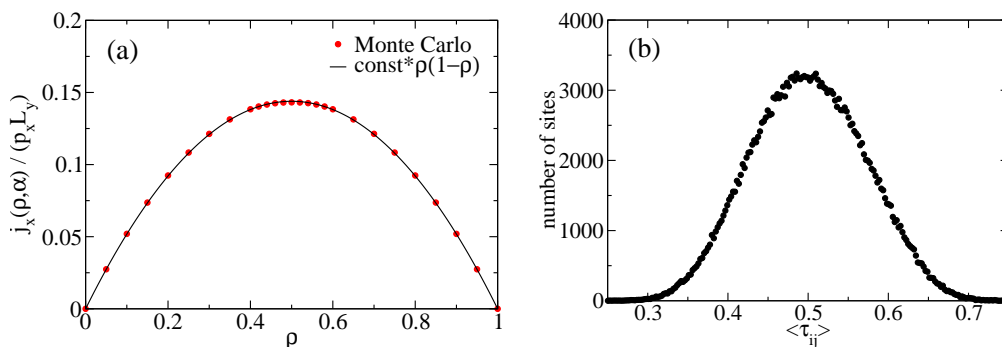 (a)
Monte Carlo
const*ρ(1−ρ)
j_x(ρ,α) / (p_xL_y)
0.2
0.15
0.1
0.05
0
0 0.2 0.4 0.6 0.8 1
ρ
(b)
number of sites
4000
3000
2000
1000
0
0.3 0.4 0.5 0.6 0.7
<τ_ij>